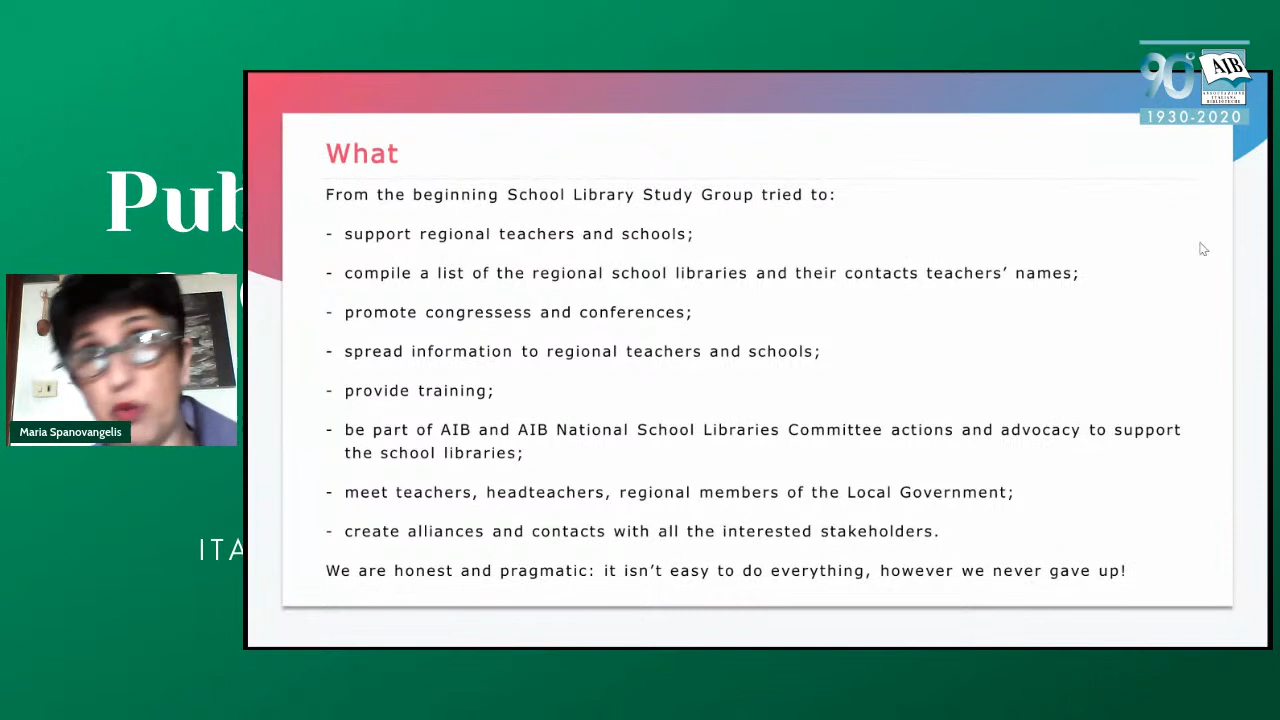 90°
AIB
ASSOCIAZIONE
ITALIANA
BIBLIOTECHE
1930-2020
What
From the beginning School Library Study Group tried to:
- support regional teachers and schools;
- compile a list of the regional school libraries and their contacts teachers’ names;
- promote congressess and conferences;
- spread information to regional teachers and schools;
- provide training;
- be part of AIB and AIB National School Libraries Committee actions and advocacy to support
the school libraries;
- meet teachers, headteachers, regional members of the Local Government;
- create alliances and contacts with all the interested stakeholders.
We are honest and pragmatic: it isn’t easy to do everything, however we never gave up!
Pub
Maria Spanovangelis
ITA